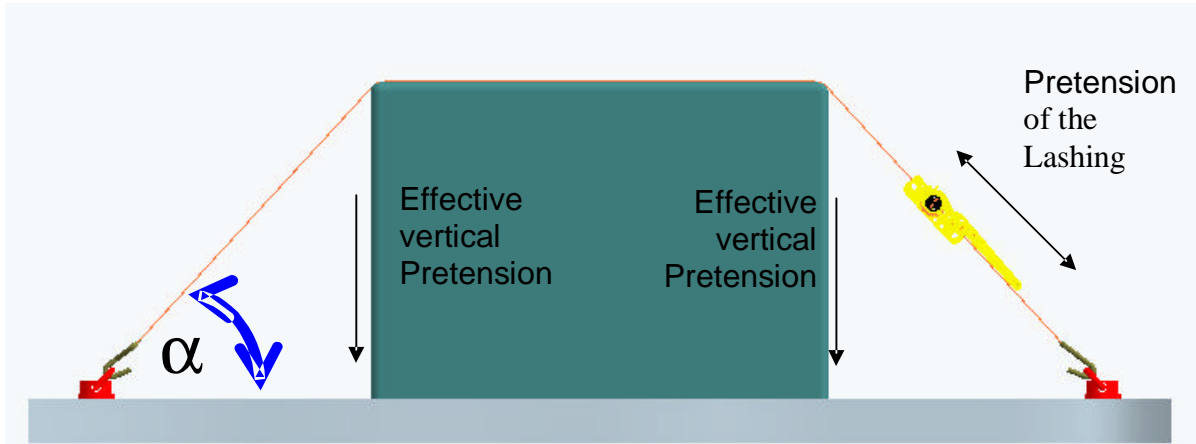 Pretension
of the
Lashing
Effective
vertical
Pretension
Effective
vertical
Pretension
α